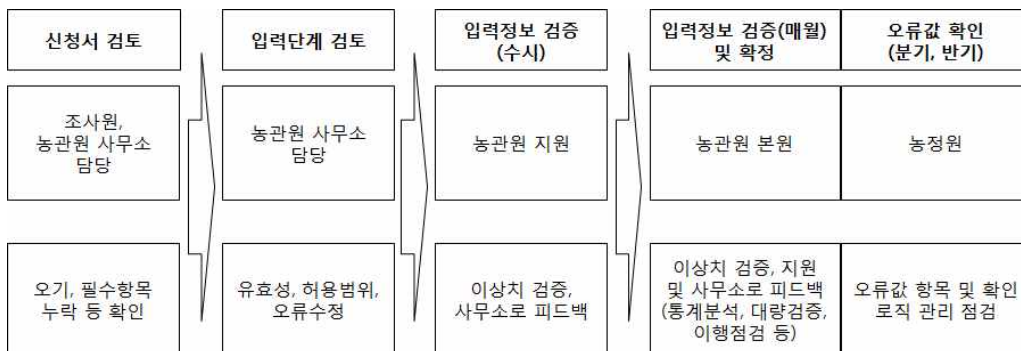 신청서 검토
입력단계 검토
입력정보 검증
(수시)
입력정보 검증(매월)
및 확정
오류값 확인
(분기, 반기)
조사원,
농관원 사무소
담당
농관원 사무소
담당
농관원 지원
농관원 본원
농정원
오기, 필수항목
누락 등 확인
유효성, 허용범위,
오류수정
이상치 검증,
사무소로 피드백
이상치 검증, 지원
및 사무소로 피드백
(통계분석, 대량검증,
이행점검 등)
오류값 항목 및 확인
로직 관리 점검